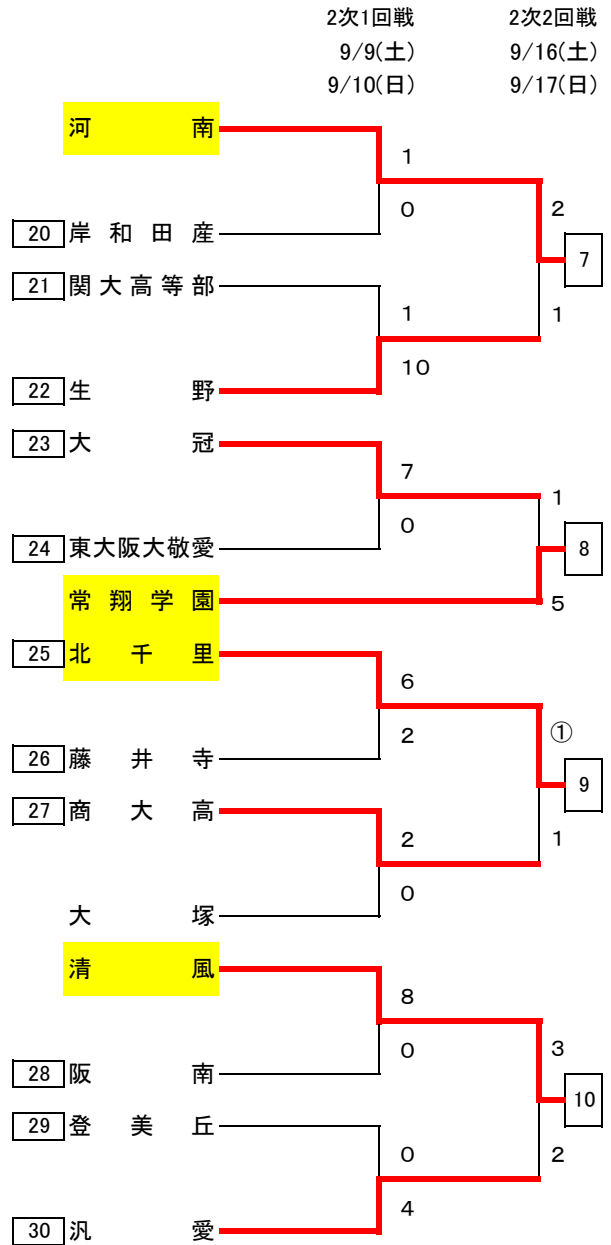 2次1回戦 2次2回戦
9/9(土) 9/16(土)
9/10(日) 9/17(日)
河南
1
0
2
20 岸和田産
7
21 関大高等部
1
1
10
22 生野
23 大冠
7
1
0
24 東大阪大敬愛
8
常翔学園
5
25 北千里
6
①
2
26 藤井寺
9
27 商大高
2
1
0
大塚
清風
8
0
3
28 阪南
10
29 登美丘
0
2
4
30 汎愛